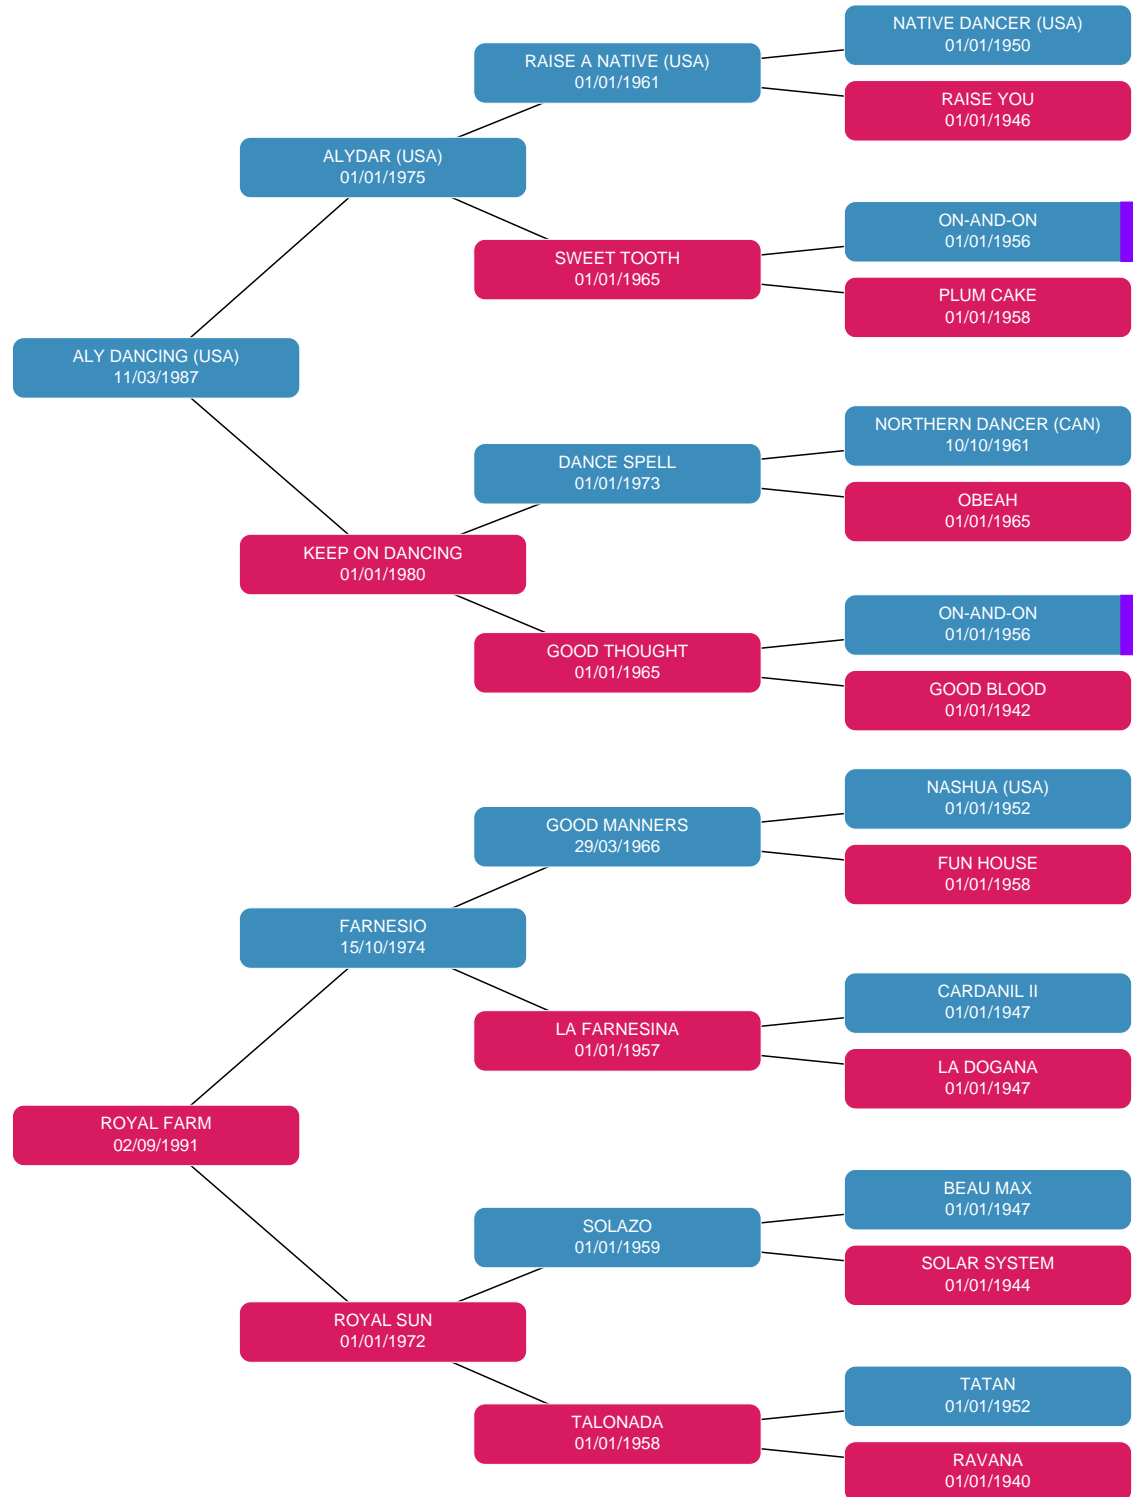 NATIVE DANCER (USA)
01/01/1950
RAISE A NATIVE (USA)
01/01/1961
RAISE YOU
01/01/1946
ALYDAR (USA)
01/01/1975
ON-AND-ON
01/01/1956
SWEET TOOTH
01/01/1965
PLUM CAKE
01/01/1958
ALY DANCING (USA)
11/03/1987
NORTHERN DANCER (CAN)
10/10/1961
DANCE SPELL
01/01/1973
OBEAH
01/01/1965
KEEP ON DANCING
01/01/1980
ON-AND-ON
01/01/1956
GOOD THOUGHT
01/01/1965
GOOD BLOOD
01/01/1942
NASHUA (USA)
01/01/1952
GOOD MANNERS
29/03/1966
FUN HOUSE
01/01/1958
FARNESIO
15/10/1974
CARDANIL II
01/01/1947
LA FARNESINA
01/01/1957
LA DOGANA
01/01/1947
ROYAL FARM
02/09/1991
BEAU MAX
01/01/1947
SOLAZO
01/01/1959
SOLAR SYSTEM
01/01/1944
ROYAL SUN
01/01/1972
TATAN
01/01/1952
TALONADA
01/01/1958
RAVANA
01/01/1940